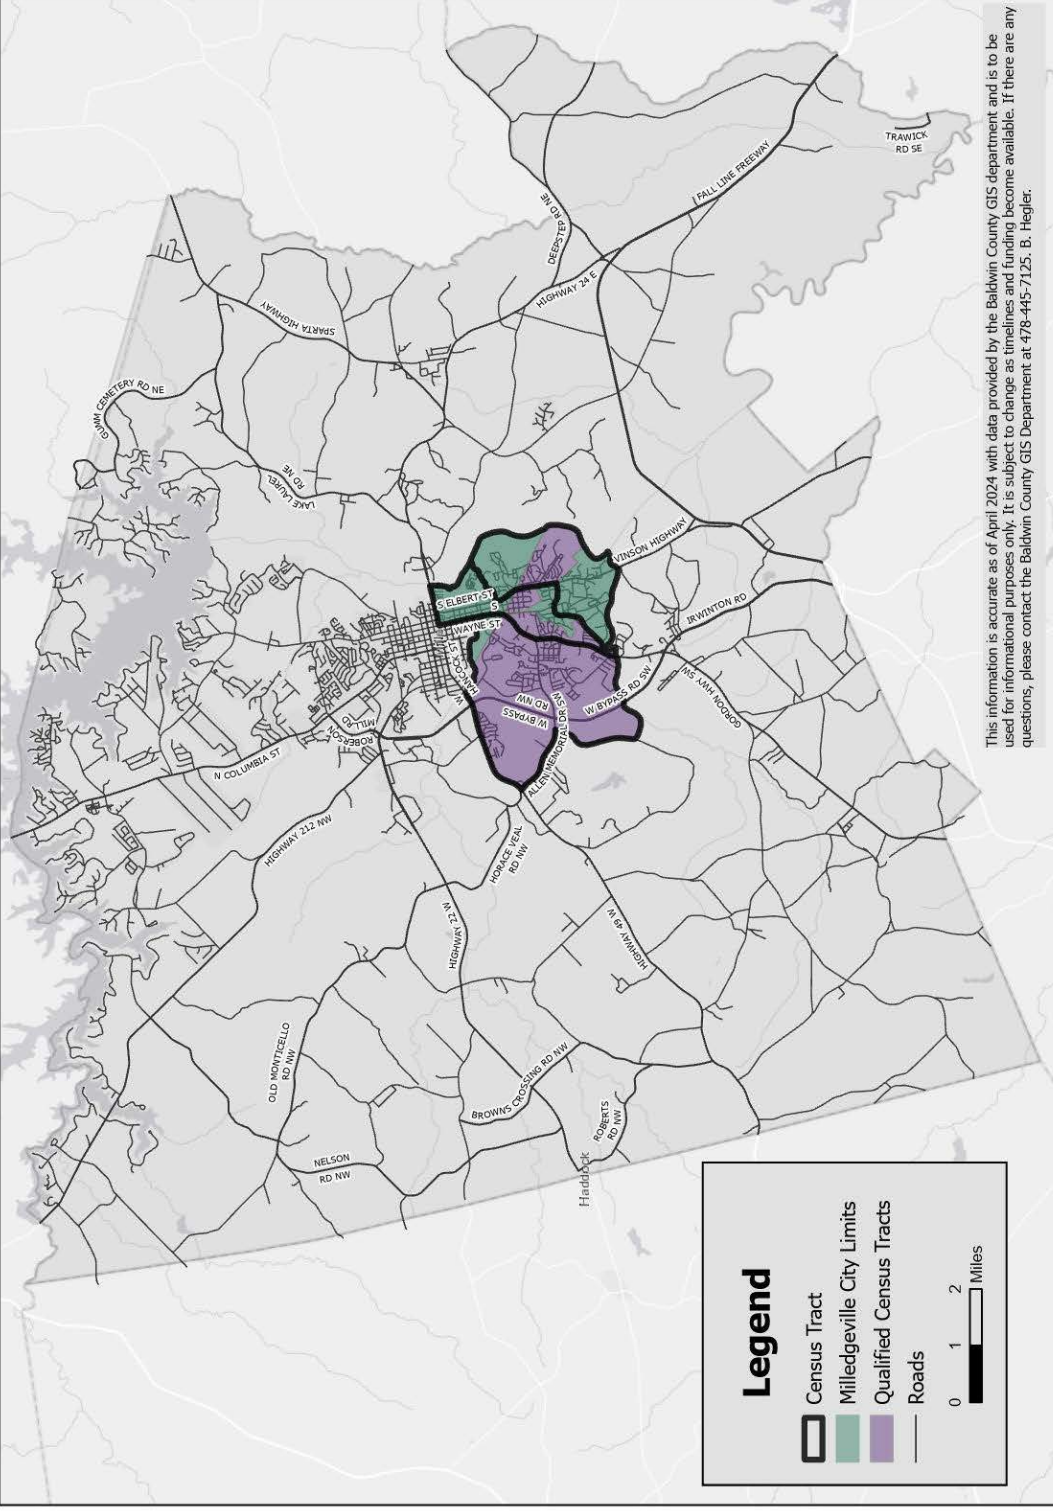 TRAWICK
RD SE
FALL LINE FREEWAY
DEEPSTEP RD NE
HIGHWAY 24 E
SPARTA HIGHWAY
GUMM CEMETERY RD NE
LAKE LAUREL
RD NE
VINSON HIGHWAY
S ELBERT ST
S
WAYNE ST
IRWINTON RD
W HANCOCK ST
W BYPASS
RD NW
W BYPASS RD SW
GORDON HWY SW
ALLEN MEMORIAL DR SW
ROBERSON
MILL RD
N COLUMBIA ST
HIGHWAY 212 NW
HORACE VEAL
RD NW
HIGHWAY 22 W
HIGHWAY 49 W
OLD MONTICELLO
RD NW
BROWNS CROSSING RD NW
ROBERTS
RD NW
NELSON
RD NW
Haddock
Legend
Census Tract
Milledgeville City Limits
Qualified Census Tracts
Roads
0 1 2
Miles
This information is accurate as of April 2024 with data provided by the Baldwin County GIS department and is to be
used for informational purposes only. It is subject to change as timelines and funding become available. If there are any
questions, please contact the Baldwin County GIS Department at 478-445-7125. B. Hegler.